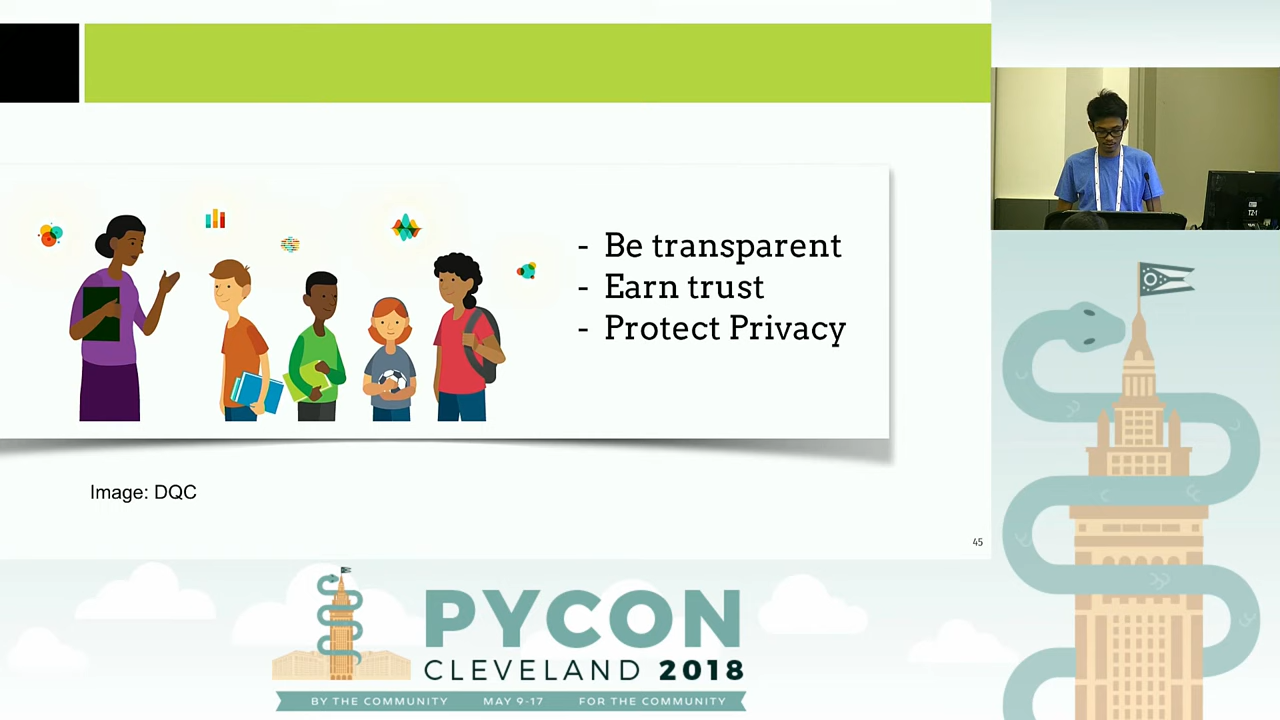 - Be transparent
- Earn trust
- Protect Privacy
Image: DQC
45
PYCON
CLEVELAND 2018
BY THE COMMUNITY MAY 9-17 FOR THE COMMUNITY